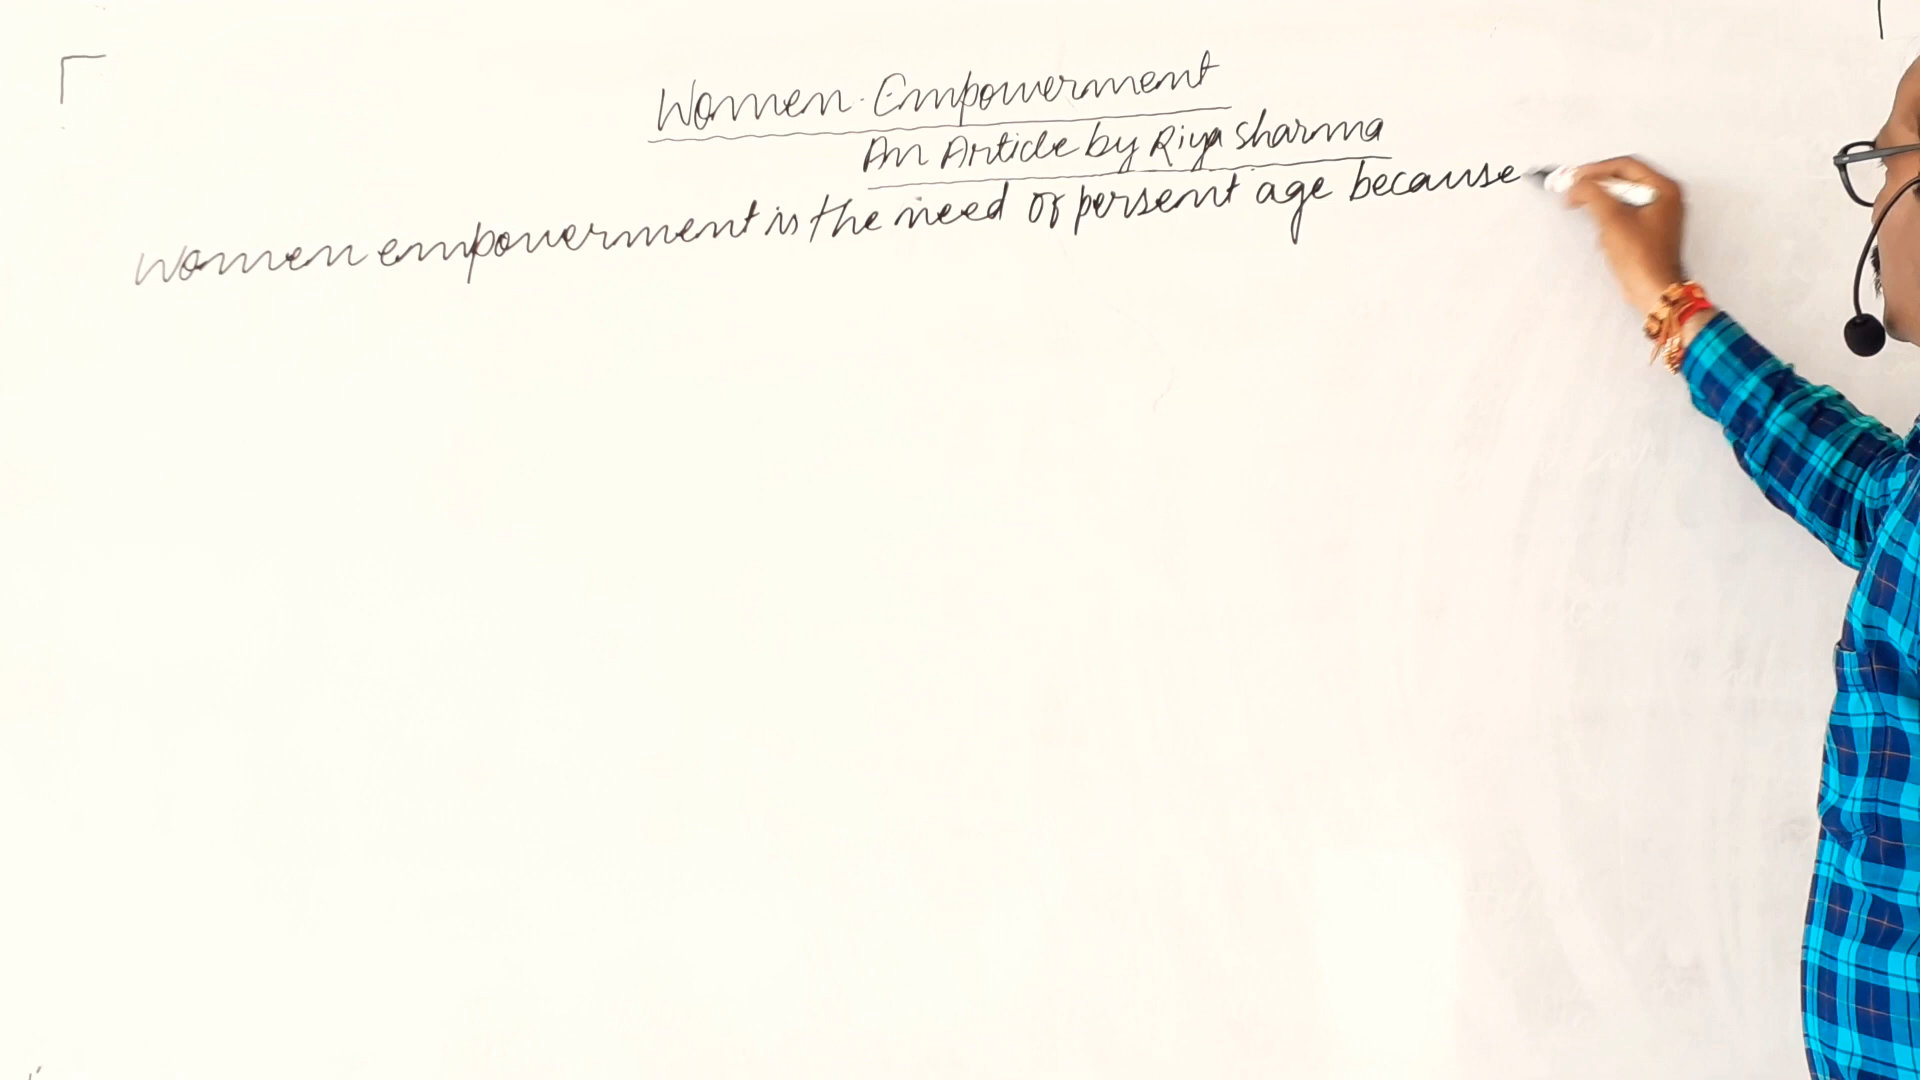 Women Empowerment
An Article by Riya Sharma
Women empowerment is the need of persent age because